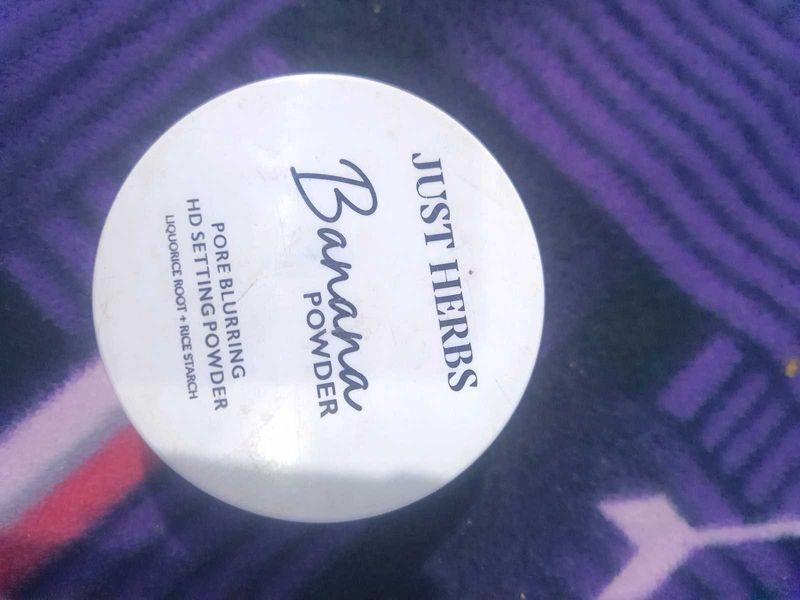 JUST HERBS
Banana
POWDER
PORE BLURRING
HD SETTING POWDER
LIQUORICE ROOT + RICE STARCH